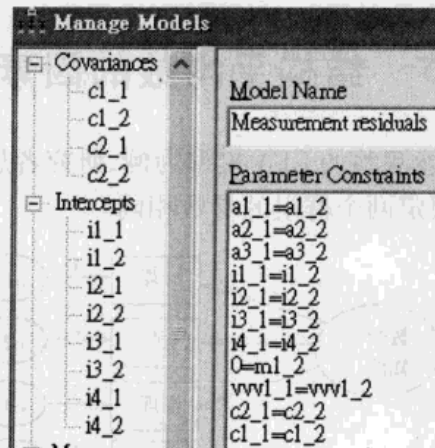 Manage Models
Covariances
c1_1
c1_2
c2_1
c2_2
Intercepts
i1_1
i1_2
i2_1
i2_2
i3_1
i3_2
i4_1
i4_2
Model Name
Measurement residuals
Parameter Constraints
a1_1=a1_2
a2_1=a2_2
a3_1=a3_2
i1_1=i1_2
i2_1=i2_2
i3_1=i3_2
i4_1=i4_2
0=m1_2
vvv1_1=vvv1_2
c2_1=c2_2
c1_1=c1_2